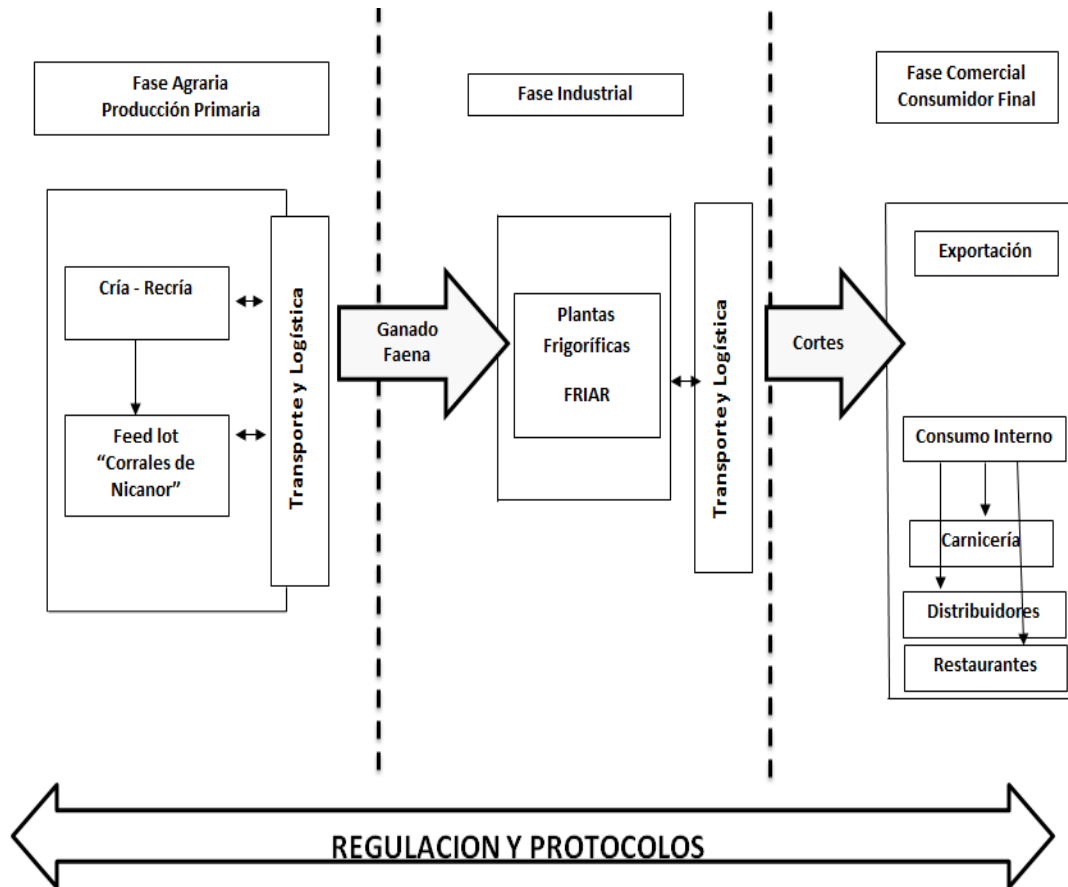 Fase Agraria
Producción Primaria
Fase Industrial
Fase Comercial
Consumidor Final
Cría - Recría
Feed lot
“Corrales de
Nicanor”
Transporte y Logística
Ganado
Faena
Plantas
Frigoríficas
FRIAR
Transporte y Logística
Cortes
Exportación
Consumo Interno
Carnicería
Distribuidores
Restaurantes
REGULACION Y PROTOCOLOS